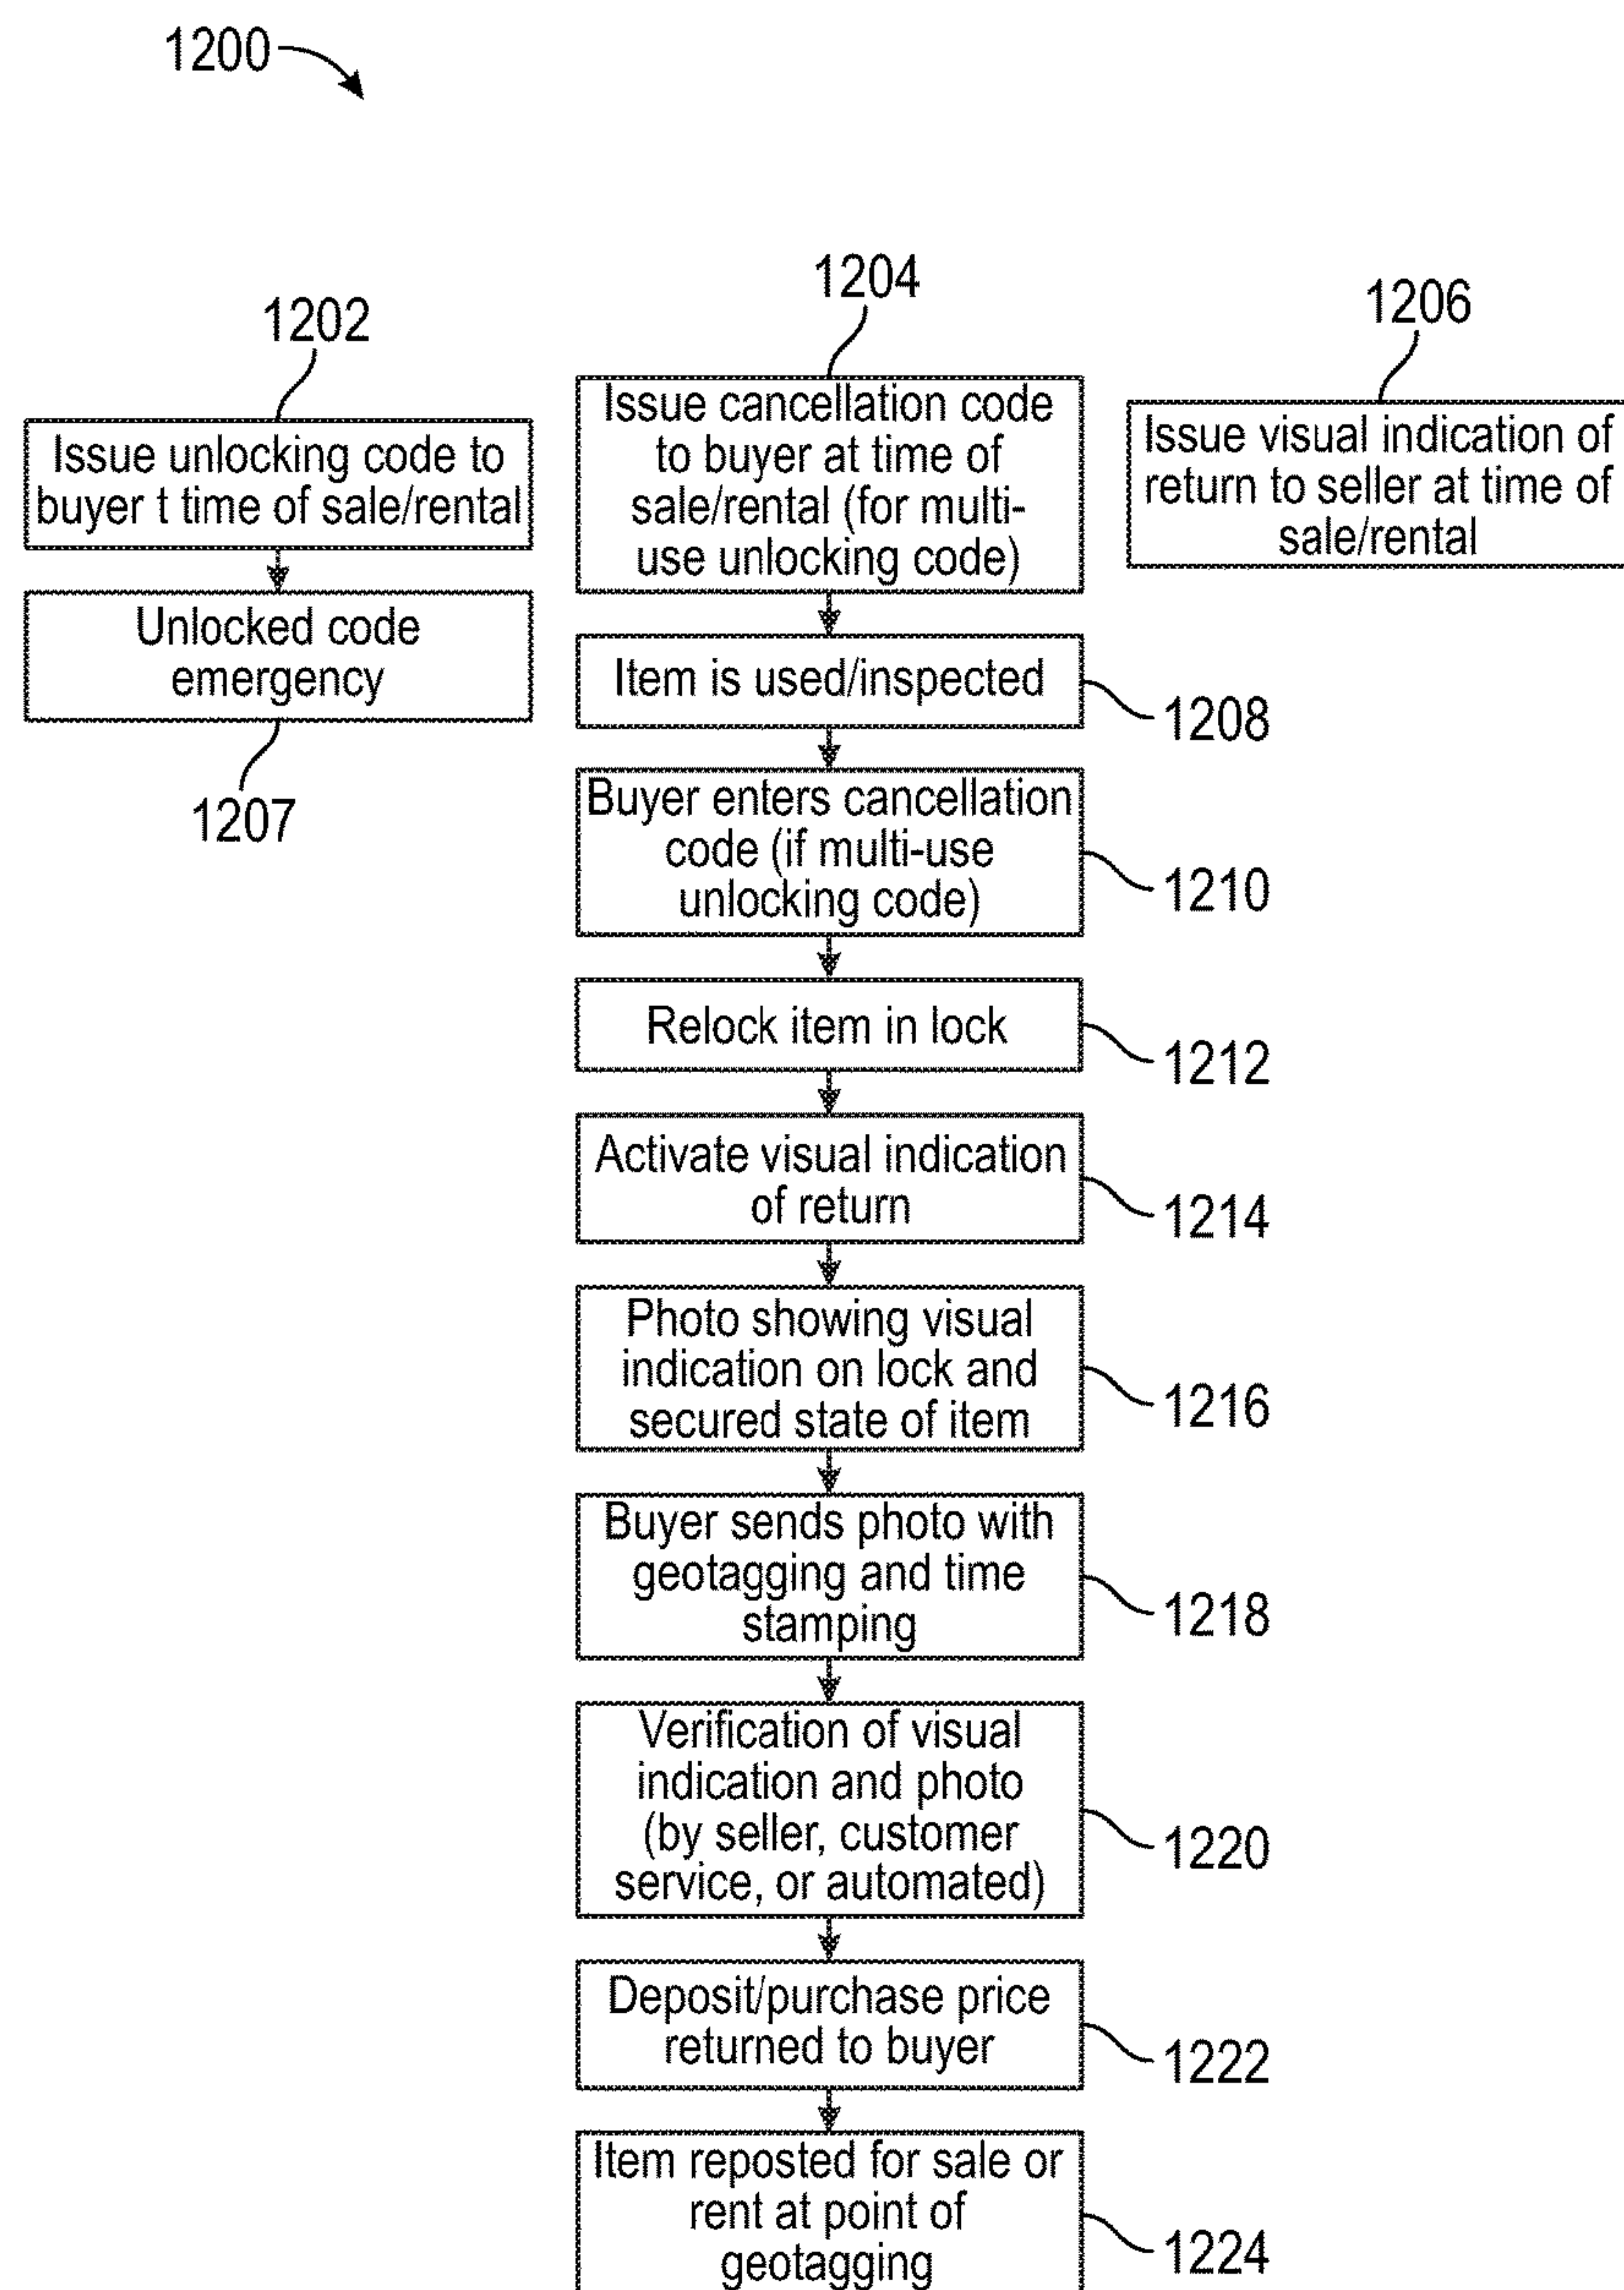 1200
1202
Issue unlocking code to
buyer t time of sale/rental
Unlocked code
emergency
1207
1204
Issue cancellation code
to buyer at time of
sale/rental (for multi-
use unlocking code)
1206
Issue visual indication of
return to seller at time of
sale/rental
Item is used/inspected
1208
Buyer enters cancellation
code (if multi-use
unlocking code)
1210
Relock item in lock
1212
Activate visual indication
of return
1214
Photo showing visual
indication on lock and
secured state of item
1216
Buyer sends photo with
geotagging and time
stamping
1218
Verification of visual
indication and photo
(by seller, customer
service, or automated)
1220
Deposit/purchase price
returned to buyer
1222
Item reposted for sale or
rent at point of
geotagging
1224